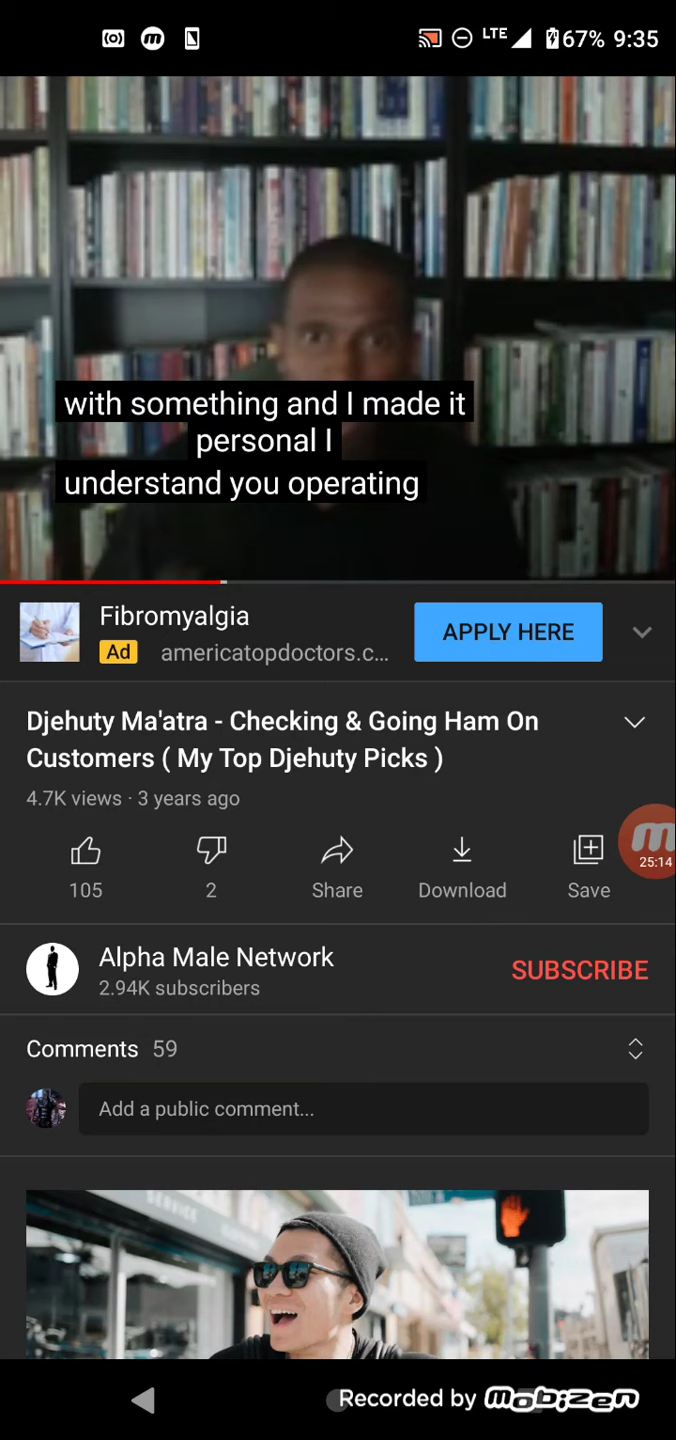 LTE 67% 9:35
with something and I made it
personal I
understand you operating
Fibromyalgia
APPLY HERE
Ad americatopdoctors.c...
Djehuty Ma'atra - Checking & Going Ham On
Customers ( My Top Djehuty Picks )
4.7K views · 3 years ago
105 2 Share Download Save
25:14
Alpha Male Network
SUBSCRIBE
2.94K subscribers
Comments 59
Add a public comment...
SERVICE
Recorded by mobizen